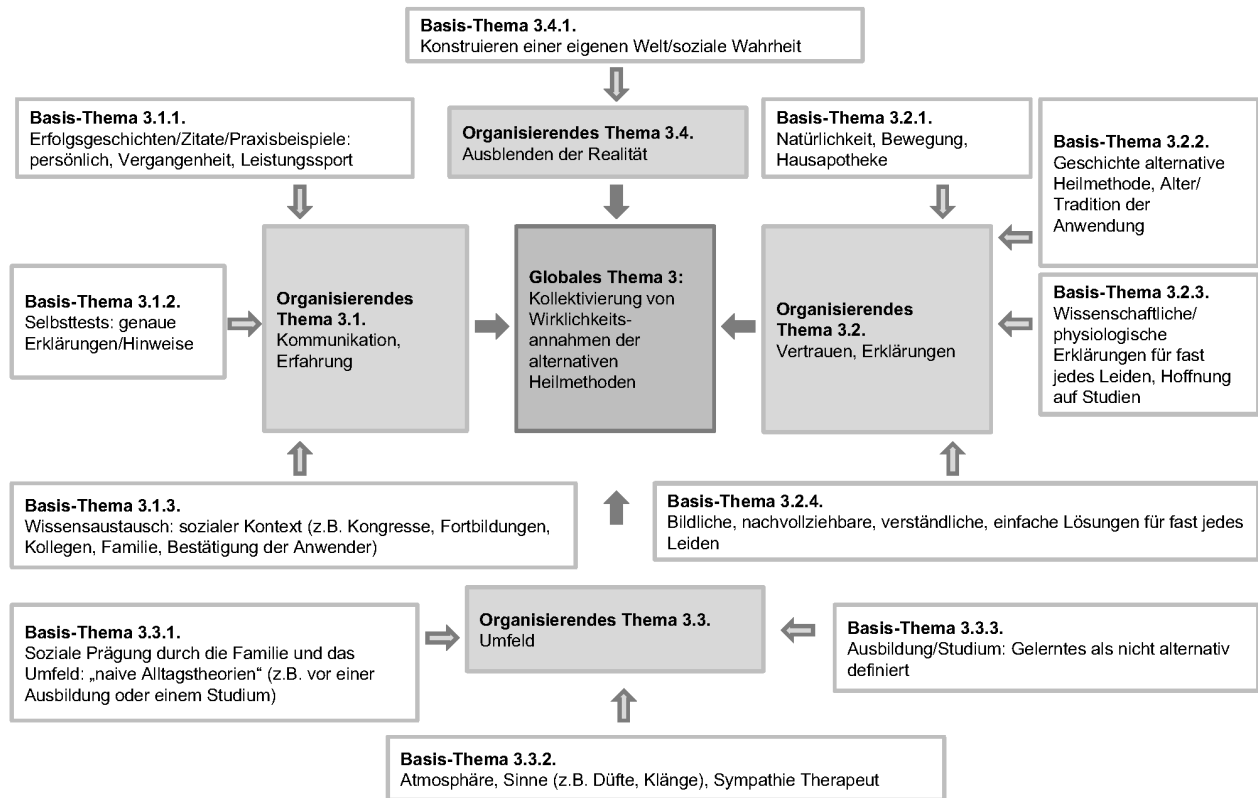 Basis-Thema 3.4.1.
Konstruieren einer eigenen Welt/soziale Wahrheit
Basis-Thema 3.1.1.
Erfolgsgeschichten/Zitate/Praxisbeispiele:
persönlich, Vergangenheit, Leistungssport
Organisierendes Thema 3.4.
Ausblenden der Realität
Basis-Thema 3.2.1.
Natürlichkeit, Bewegung,
Hausapotheke
Basis-Thema 3.2.2.
Geschichte alternative
Heilmethode, Alter/
Tradition der
Anwendung
Basis-Thema 3.1.2.
Selbsttests: genaue
Erklärungen/Hinweise
Organisierendes
Thema 3.1.
Kommunikation,
Erfahrung
Globales Thema 3:
Kollektivierung von
Wirklichkeits-
annahmen der
alternativen
Heilmethoden
Organisierendes
Thema 3.2.
Vertrauen, Erklärungen
Basis-Thema 3.2.3.
Wissenschaftliche/
physiologische
Erklärungen für fast
jedes Leiden, Hoffnung
auf Studien
Basis-Thema 3.1.3.
Wissensaustausch: sozialer Kontext (z.B. Kongresse, Fortbildungen,
Kollegen, Familie, Bestätigung der Anwender)
Basis-Thema 3.2.4.
Bildliche, nachvollziehbare, verständliche, einfache Lösungen für fast jedes
Leiden
Basis-Thema 3.3.1.
Soziale Prägung durch die Familie und das
Umfeld: „naive Alltagstheorien“ (z.B. vor einer
Ausbildung oder einem Studium)
Organisierendes Thema 3.3.
Umfeld
Basis-Thema 3.3.3.
Ausbildung/Studium: Gelerntes als nicht alternativ
definiert
Basis-Thema 3.3.2.
Atmosphäre, Sinne (z.B. Düfte, Klänge), Sympathie Therapeut